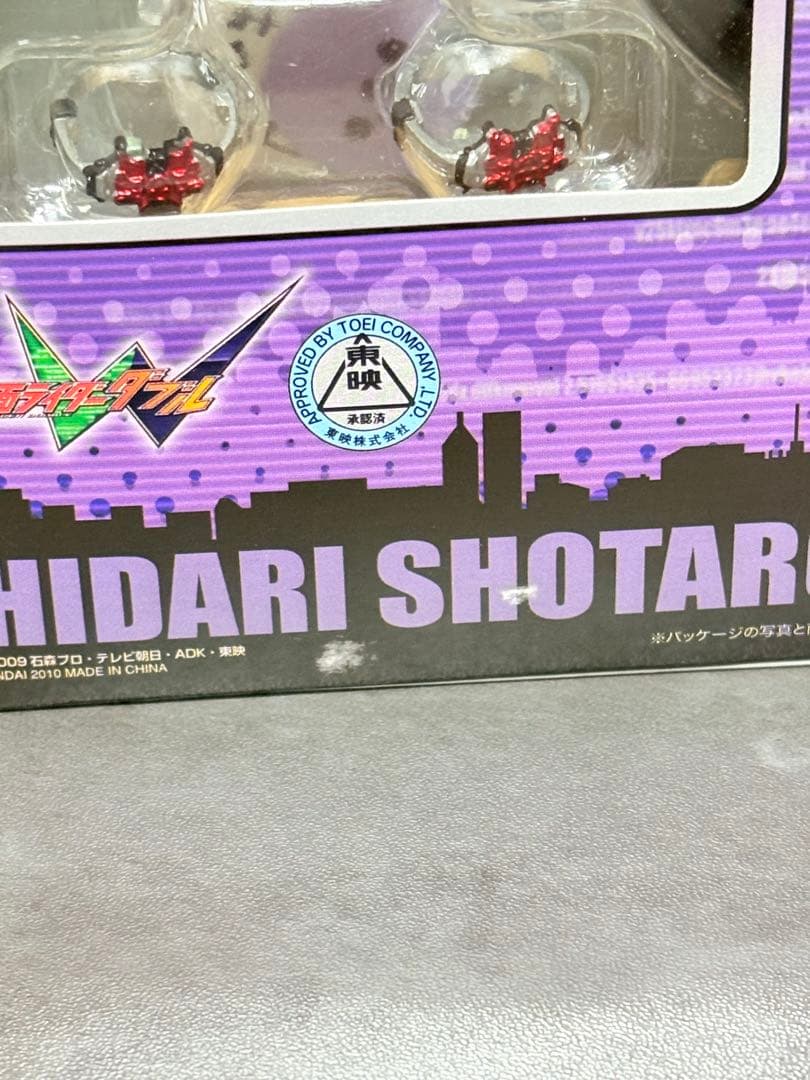 面ライダーダブル
APPROVED BY TOEI COMPANY, LTD.
東映
承認済
東映株式会社
HIDARI SHOTARO
009 石森プロ・テレビ朝日・ADK・東映
NDAI 2010 MADE IN CHINA
※パッケージの写真と